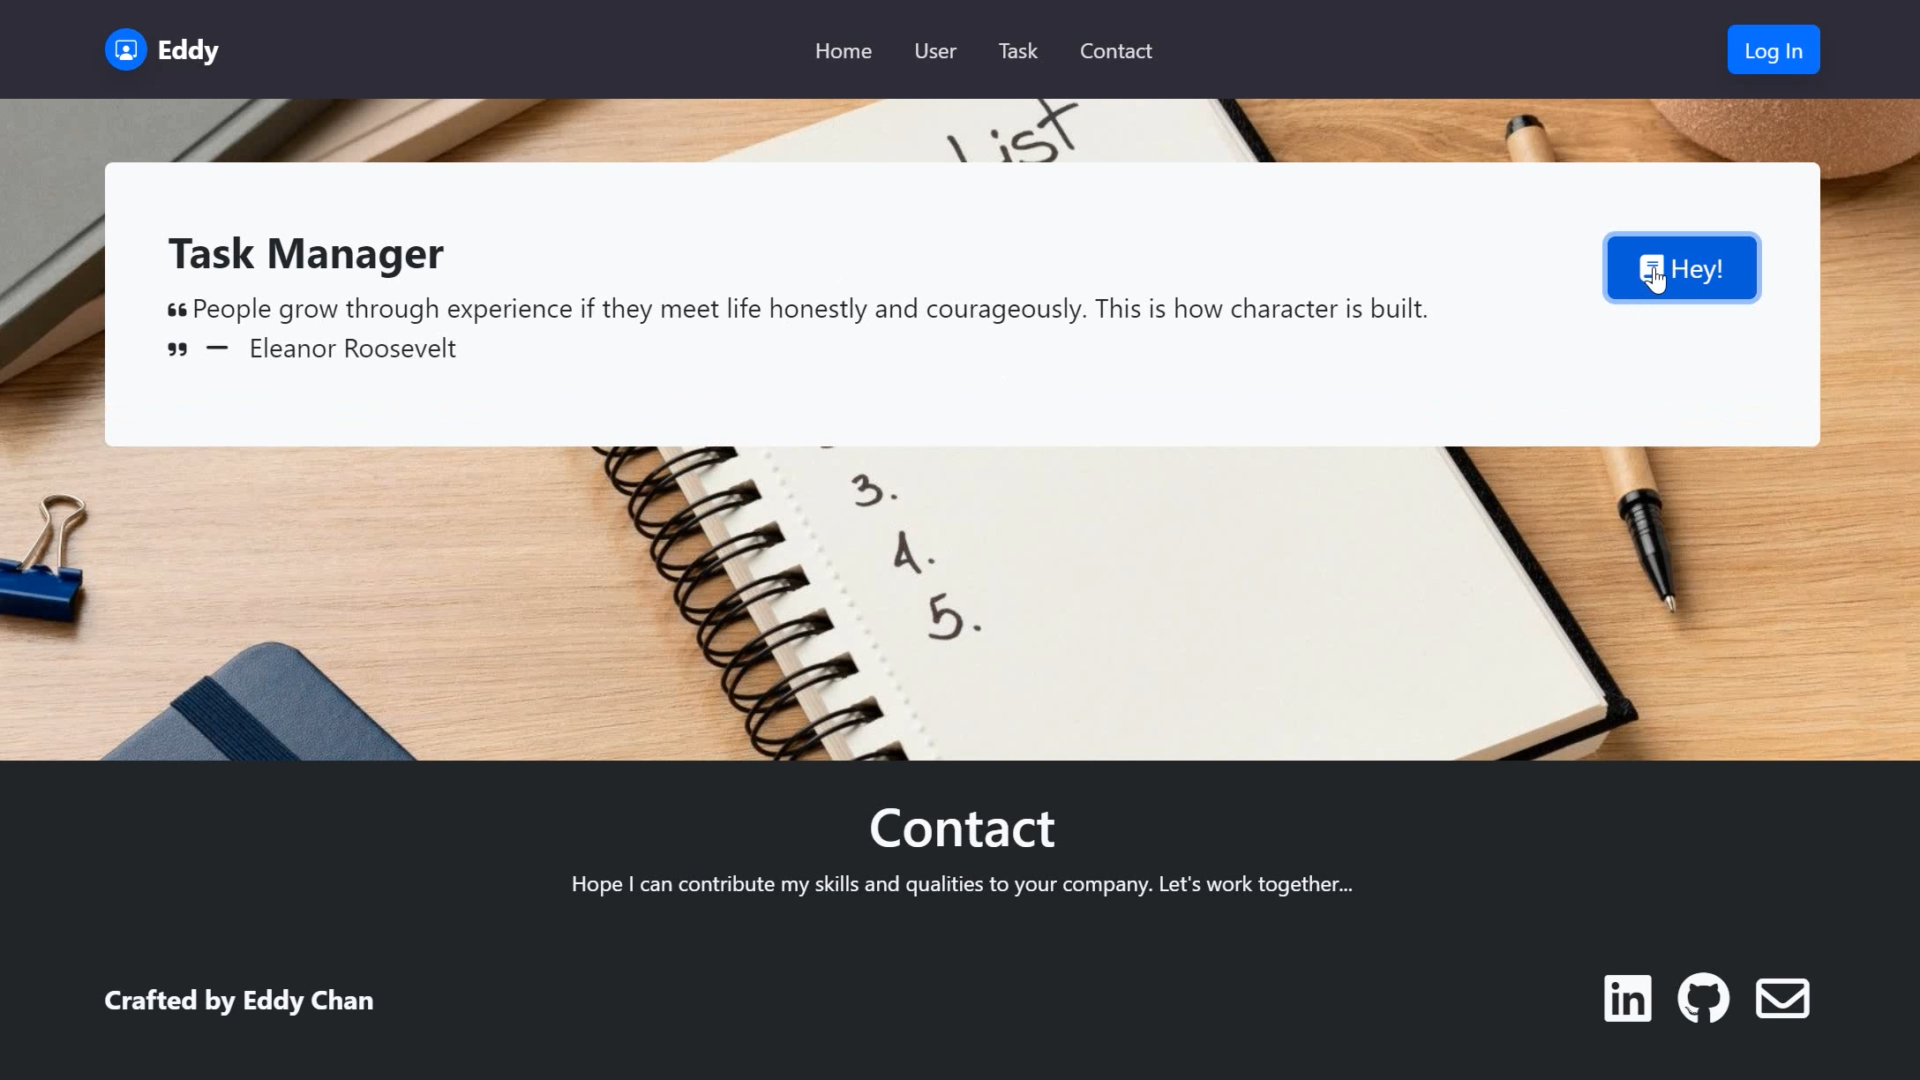 Eddy
Home
User
Task
Contact
Log In
List
Task Manager
Hey!
❝ People grow through experience if they meet life honestly and courageously. This is how character is built.
❞ — Eleanor Roosevelt
3.
4.
5.
Contact
Hope I can contribute my skills and qualities to your company. Let's work together...
Crafted by Eddy Chan
in